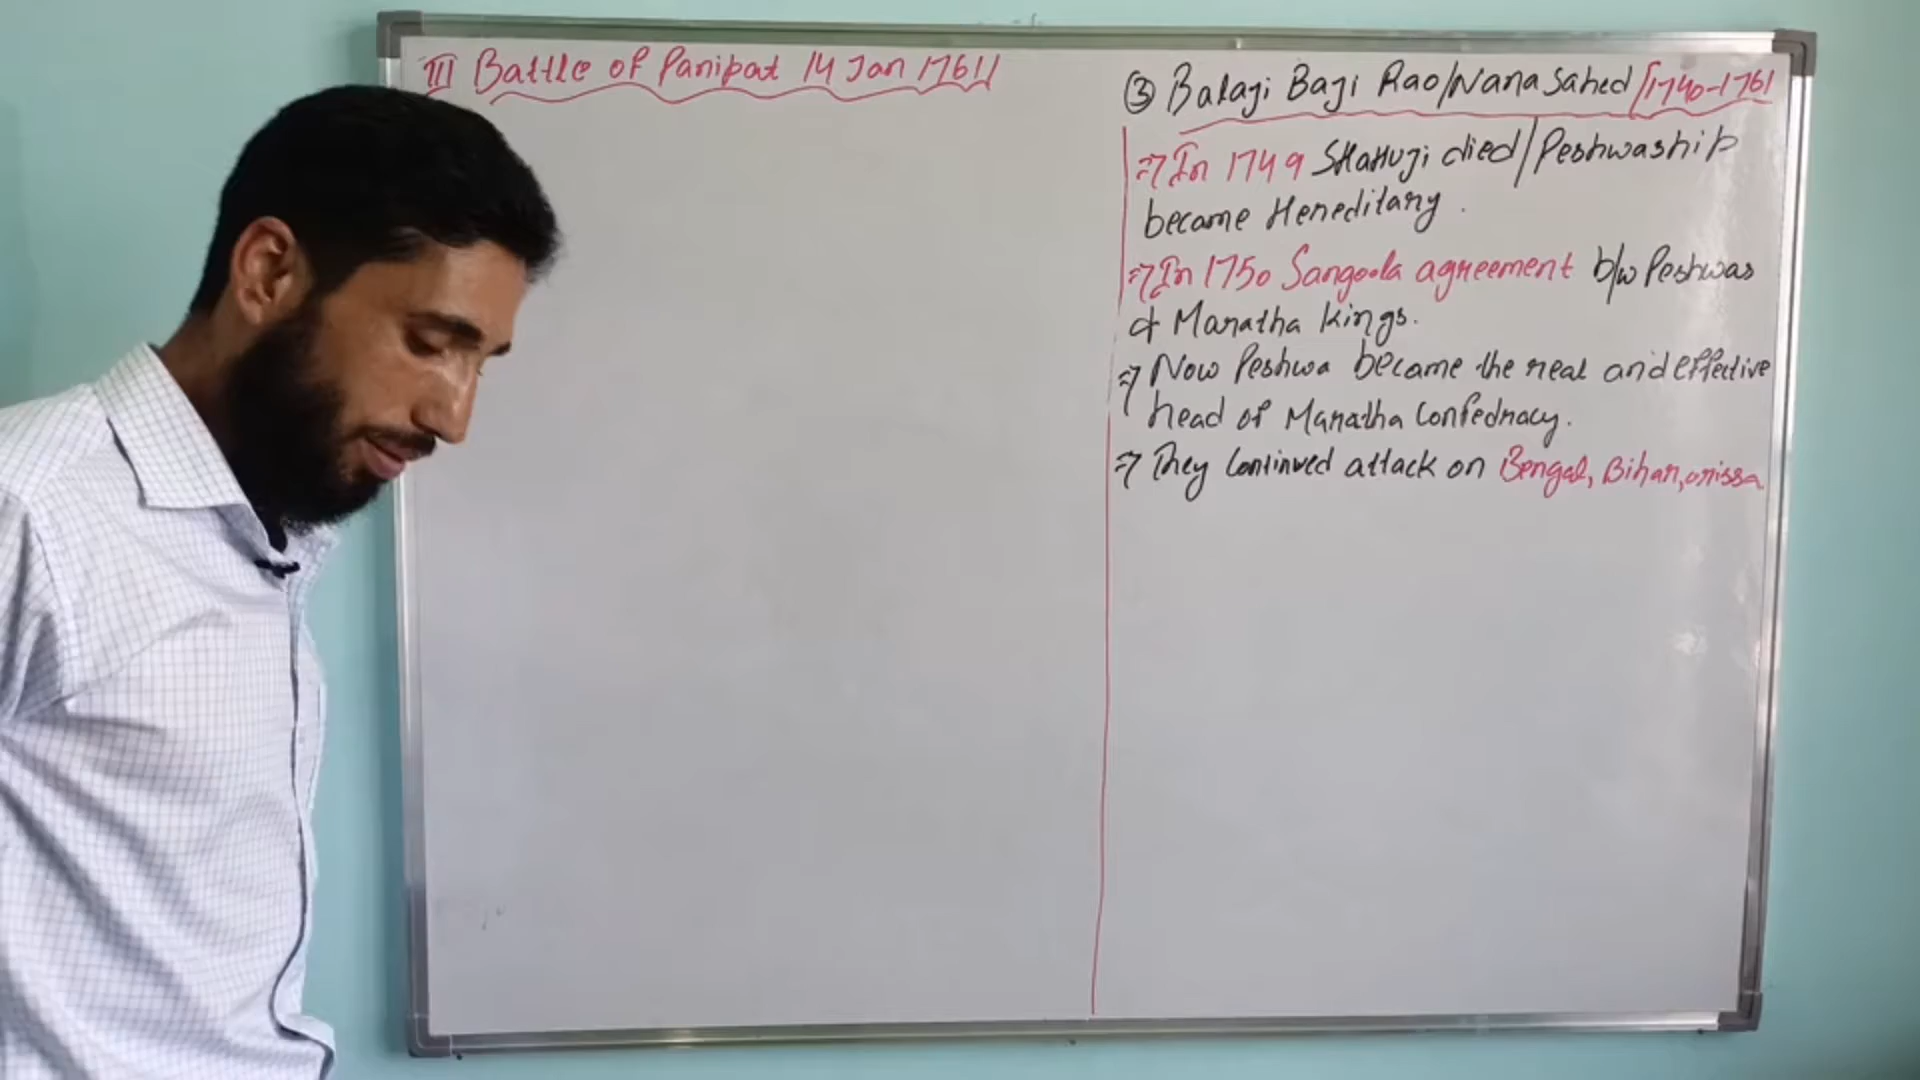 III Battle of Panipat 14 Jan 1761
③ Balaji Baji Rao/Nana Sahed [1740-1761
⇒ In 1749 SHAHUJi died/Peshwaship
became Hereditary.
⇒ In 1750 Sangoola agreement b/w Peshwas
& Maratha kings.
⇒ Now Peshwa became the real and effective
head of Maratha Confedracy.
⇒ They Continued attack on Bengal, Bihar, orissa